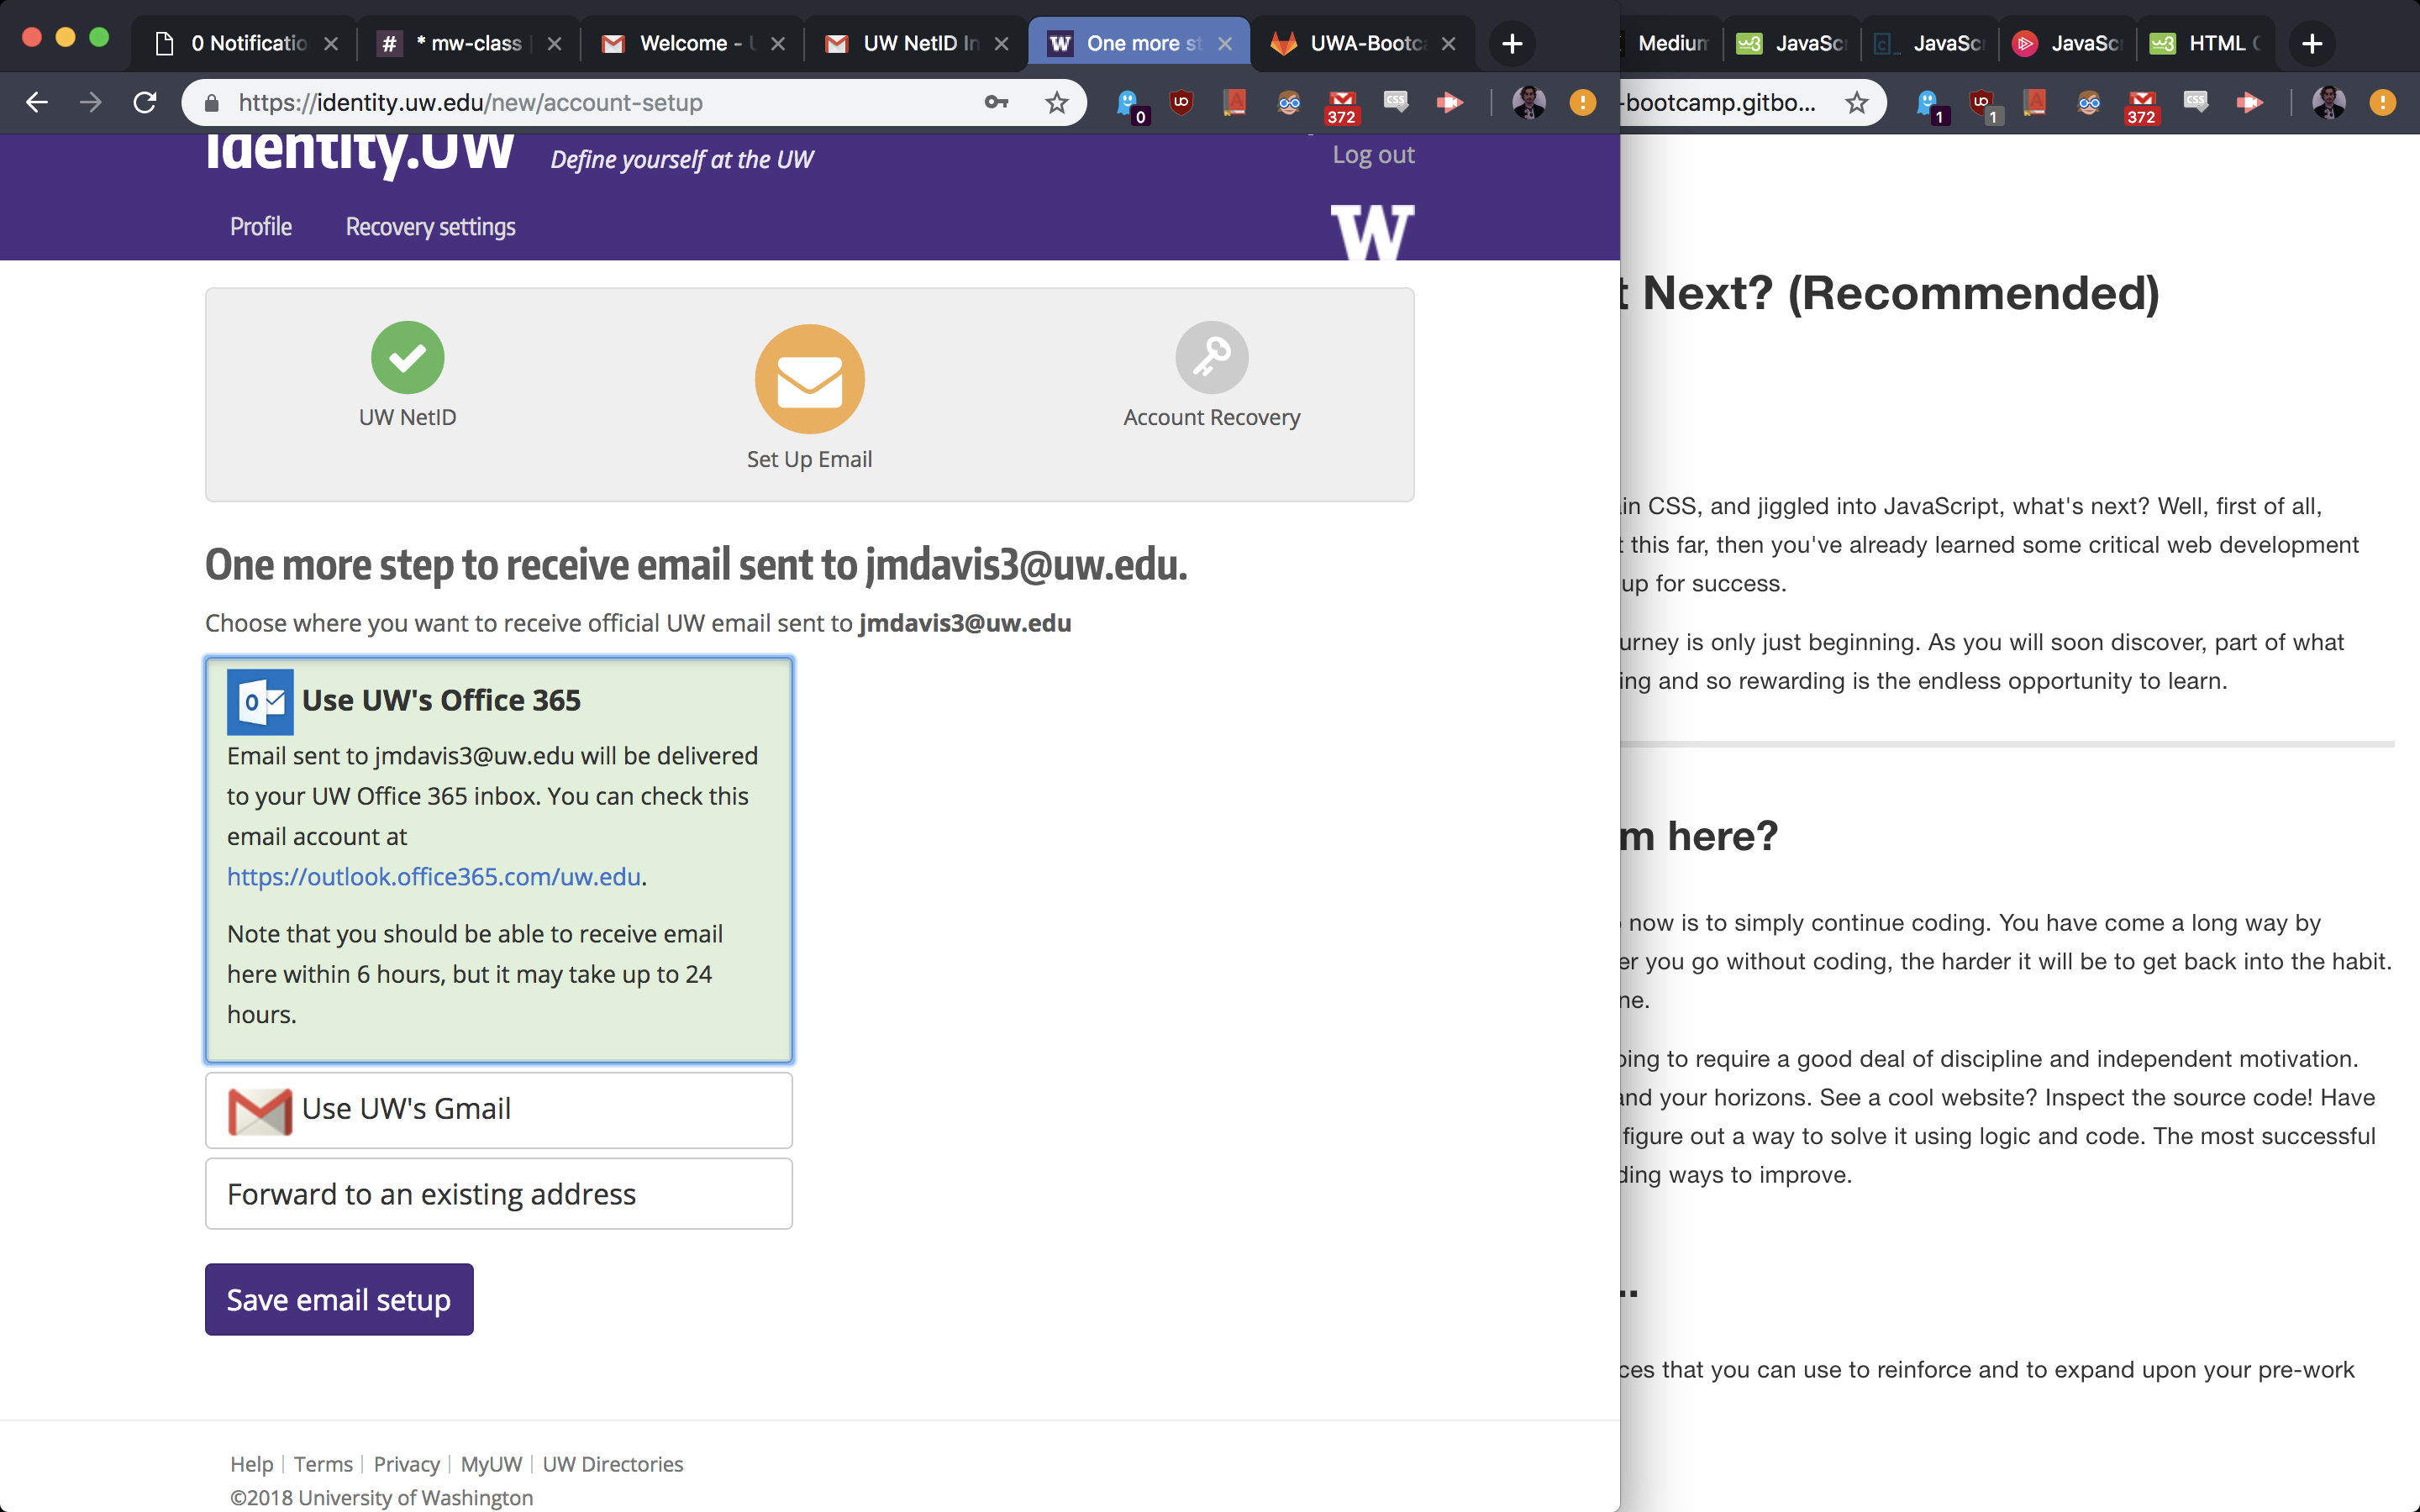 0 Notificatio
* mw-class
Welcome -
UW NetID In
One more st
UWA-Bootc
Medium
JavaSc
JavaSc
JavaSc
HTML
https://identity.uw.edu/new/account-setup
0
372
-bootcamp.gitbo...
1
1
372
Identity.UW
Define yourself at the UW
Log out
Profile
Recovery settings
W
UW NetID
Set Up Email
Account Recovery
One more step to receive email sent to jmdavis3@uw.edu.
Choose where you want to receive official UW email sent to jmdavis3@uw.edu
Use UW's Office 365
Email sent to jmdavis3@uw.edu will be delivered
to your UW Office 365 inbox. You can check this
email account at
https://outlook.office365.com/uw.edu.
Note that you should be able to receive email
here within 6 hours, but it may take up to 24
hours.
Use UW's Gmail
Forward to an existing address
Save email setup
Help
Terms
Privacy
MyUW
UW Directories
©2018 University of Washington
t Next? (Recommended)
in CSS, and jiggled into JavaScript, what's next? Well, first of all,
t this far, then you've already learned some critical web development
up for success.
urney is only just beginning. As you will soon discover, part of what
ing and so rewarding is the endless opportunity to learn.
m here?
now is to simply continue coding. You have come a long way by
er you go without coding, the harder it will be to get back into the habit.
ne.
oing to require a good deal of discipline and independent motivation.
and your horizons. See a cool website? Inspect the source code! Have
figure out a way to solve it using logic and code. The most successful
ding ways to improve.
..
ces that you can use to reinforce and to expand upon your pre-work